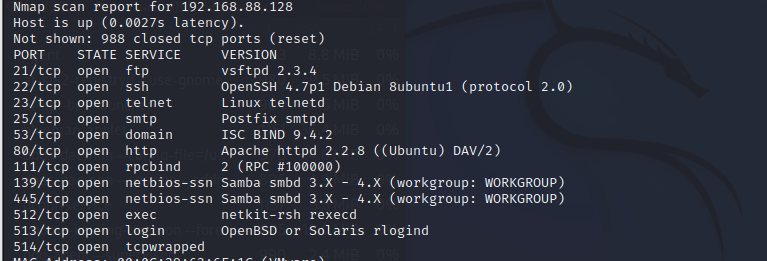 Nmap scan report for 192.168.88.128
Host is up (0.0027s latency).
Not shown: 988 closed tcp ports (reset)
PORT    STATE SERVICE     VERSION
21/tcp  open  ftp         vsftpd 2.3.4
22/tcp  open  ssh         OpenSSH 4.7p1 Debian 8ubuntu1 (protocol 2.0)
23/tcp  open  telnet      Linux telnetd
25/tcp  open  smtp        Postfix smtpd
53/tcp  open  domain      ISC BIND 9.4.2
80/tcp  open  http        Apache httpd 2.2.8 ((Ubuntu) DAV/2)
111/tcp open  rpcbind     2 (RPC #100000)
139/tcp open  netbios-ssn Samba smbd 3.X - 4.X (workgroup: WORKGROUP)
445/tcp open  netbios-ssn Samba smbd 3.X - 4.X (workgroup: WORKGROUP)
512/tcp open  exec        netkit-rsh rexecd
513/tcp open  login       OpenBSD or Solaris rlogind
514/tcp open  tcpwrapped